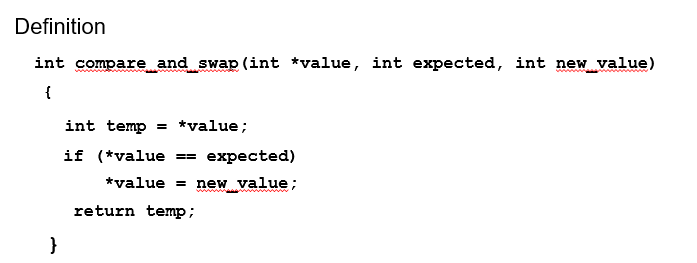 Definition
int compare_and_swap(int *value, int expected, int new_value)
{
int temp = *value;
if (*value == expected)
*value = new_value;
return temp;
}